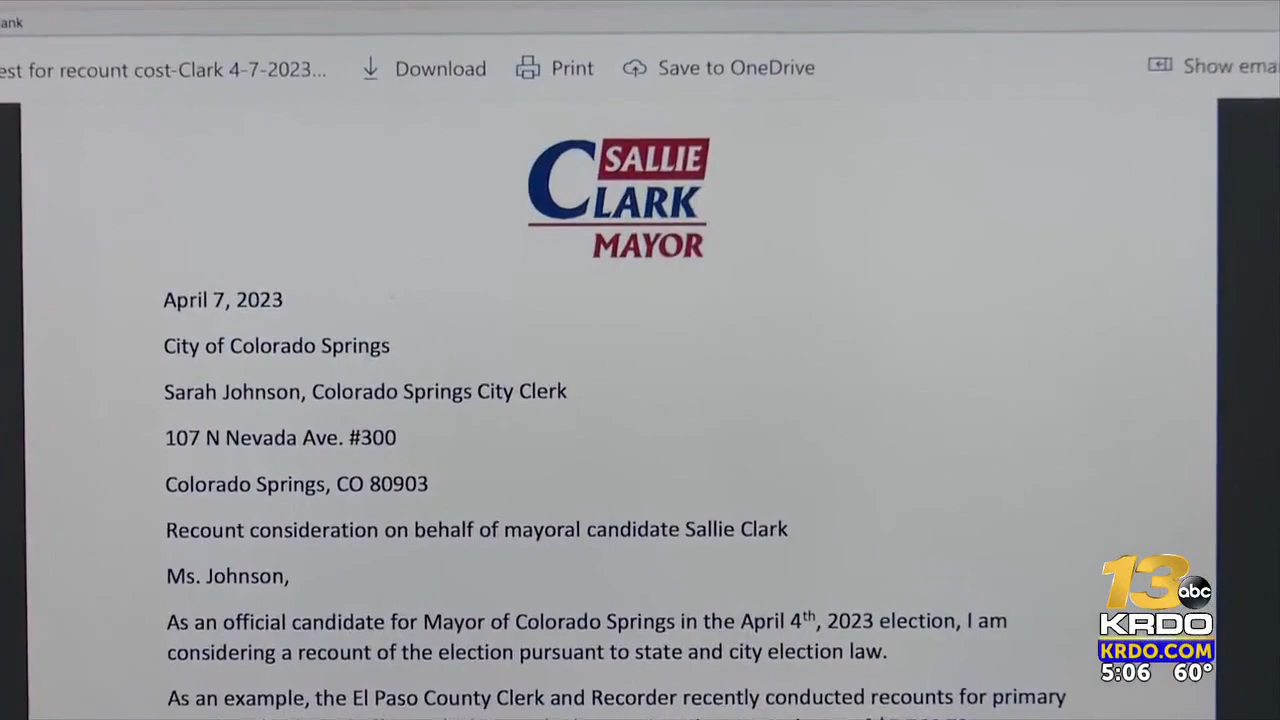 ank
est for recount cost-Clark 4-7-2023... Download Print Save to OneDrive Show emai
SALLIE
CLARK
MAYOR
April 7, 2023
City of Colorado Springs
Sarah Johnson, Colorado Springs City Clerk
107 N Nevada Ave. #300
Colorado Springs, CO 80903
Recount consideration on behalf of mayoral candidate Sallie Clark
Ms. Johnson,
As an official candidate for Mayor of Colorado Springs in the April 4th, 2023 election, I am
considering a recount of the election pursuant to state and city election law.
As an example, the El Paso County Clerk and Recorder recently conducted recounts for primary
13 abc
KRDO
KRDO.COM
5:06 60°